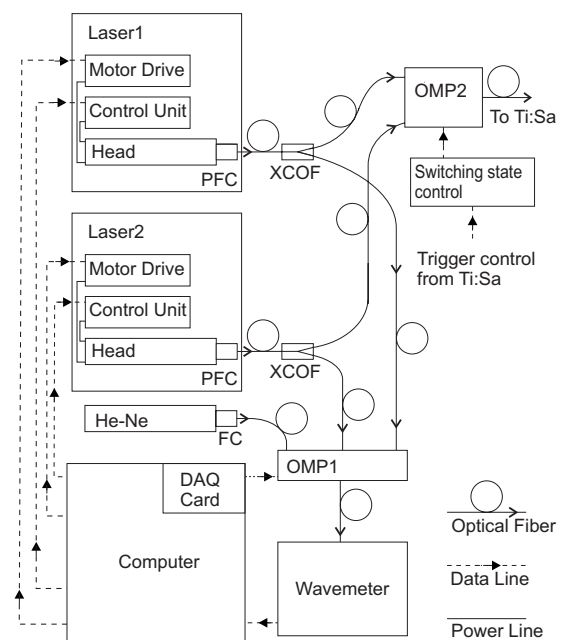 Laser1
Motor Drive
Control Unit
Head
PFC
XCOF
OMP2
To Ti:Sa
Switching state
control
Trigger control
from Ti:Sa
Laser2
Motor Drive
Control Unit
Head
PFC
XCOF
He-Ne
FC
OMP1
DAQ
Card
Computer
Wavemeter
Optical Fiber
Data Line
Power Line